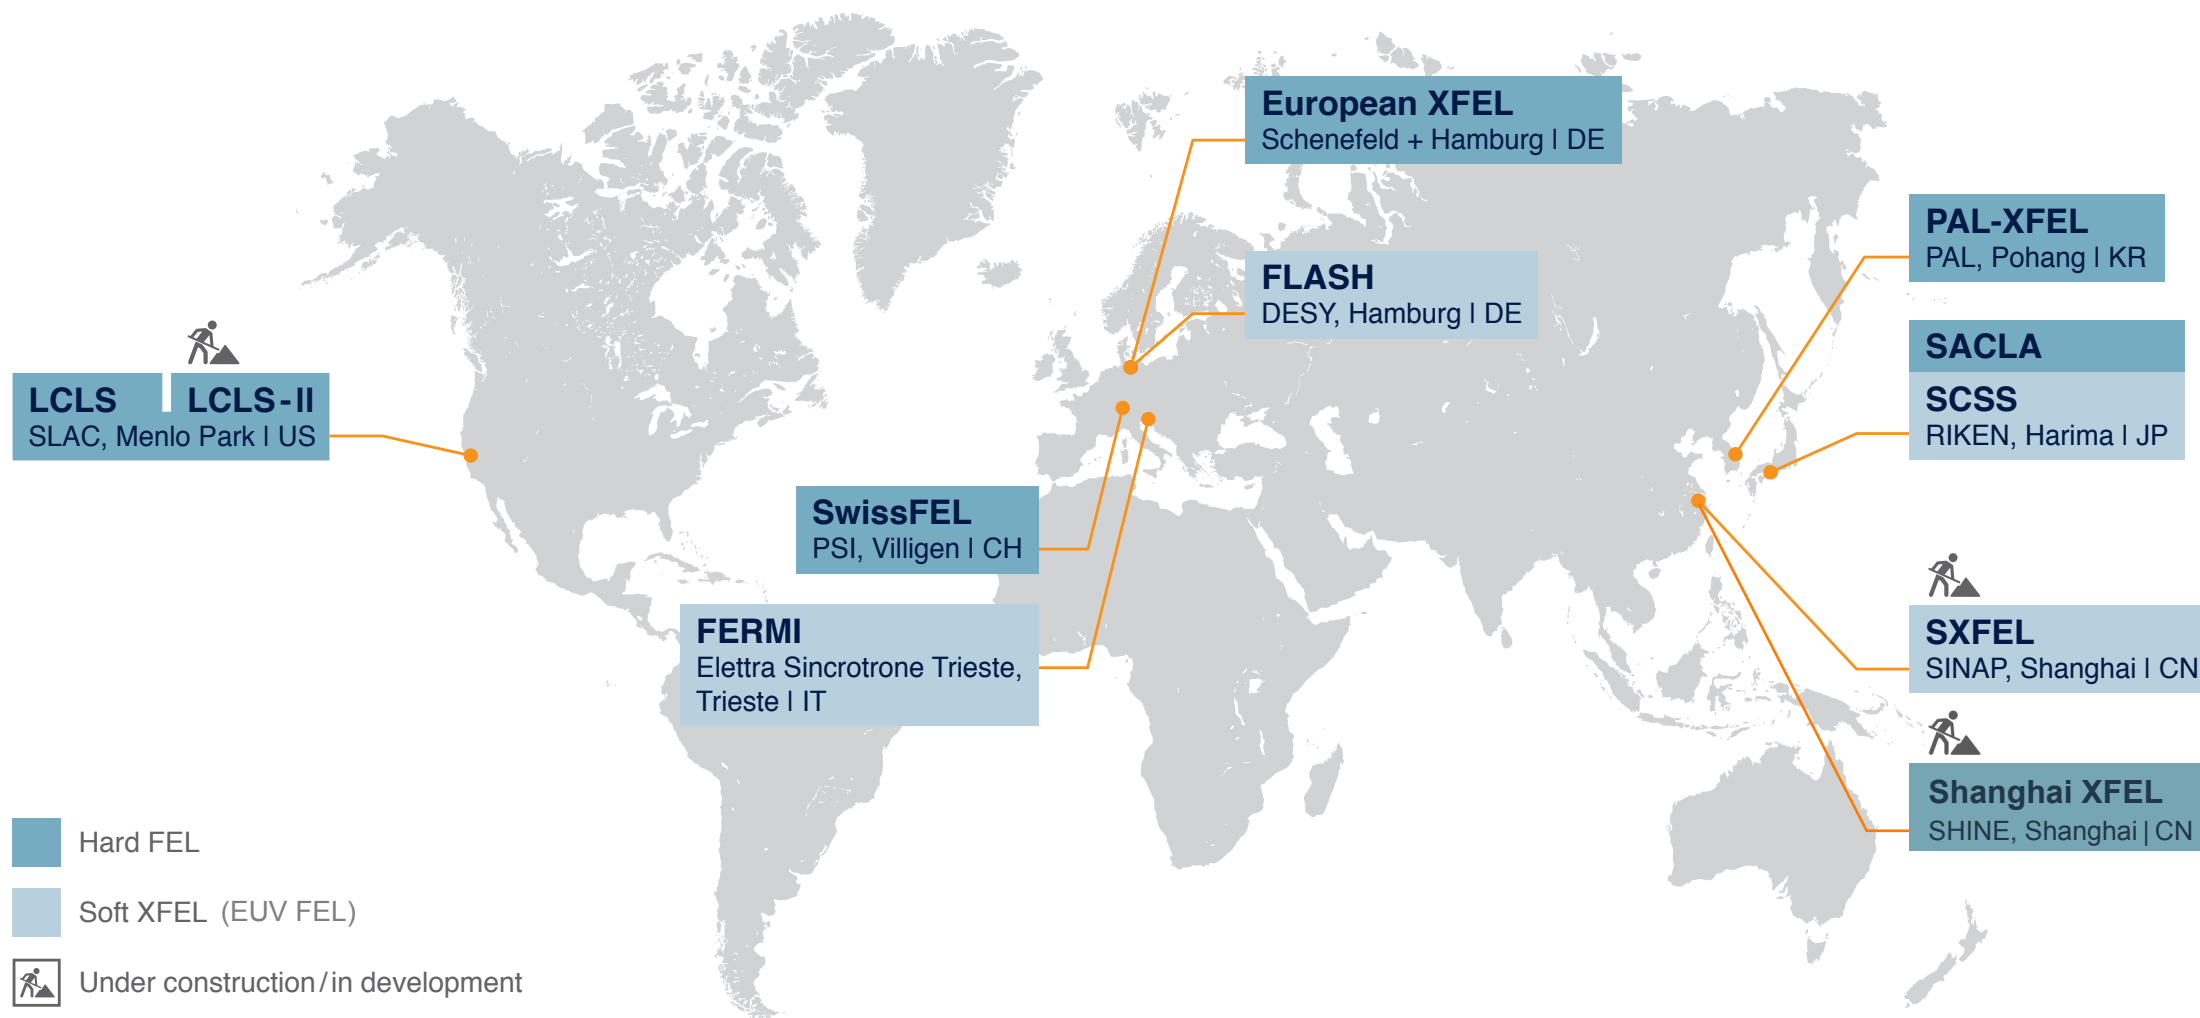 European XFEL
Schenefeld + Hamburg | DE
FLASH
DESY, Hamburg | DE
PAL-XFEL
PAL, Pohang | KR
SACLA
SCSS
RIKEN, Harima | JP
LCLS LCLS-II
SLAC, Menlo Park | US
SwissFEL
PSI, Villigen | CH
FERMI
Elettra Sincrotrone Trieste,
Trieste | IT
SXFEL
SINAP, Shanghai | CN
Shanghai XFEL
SHINE, Shanghai | CN
Hard FEL
Soft XFEL (EUV FEL)
Under construction/in development